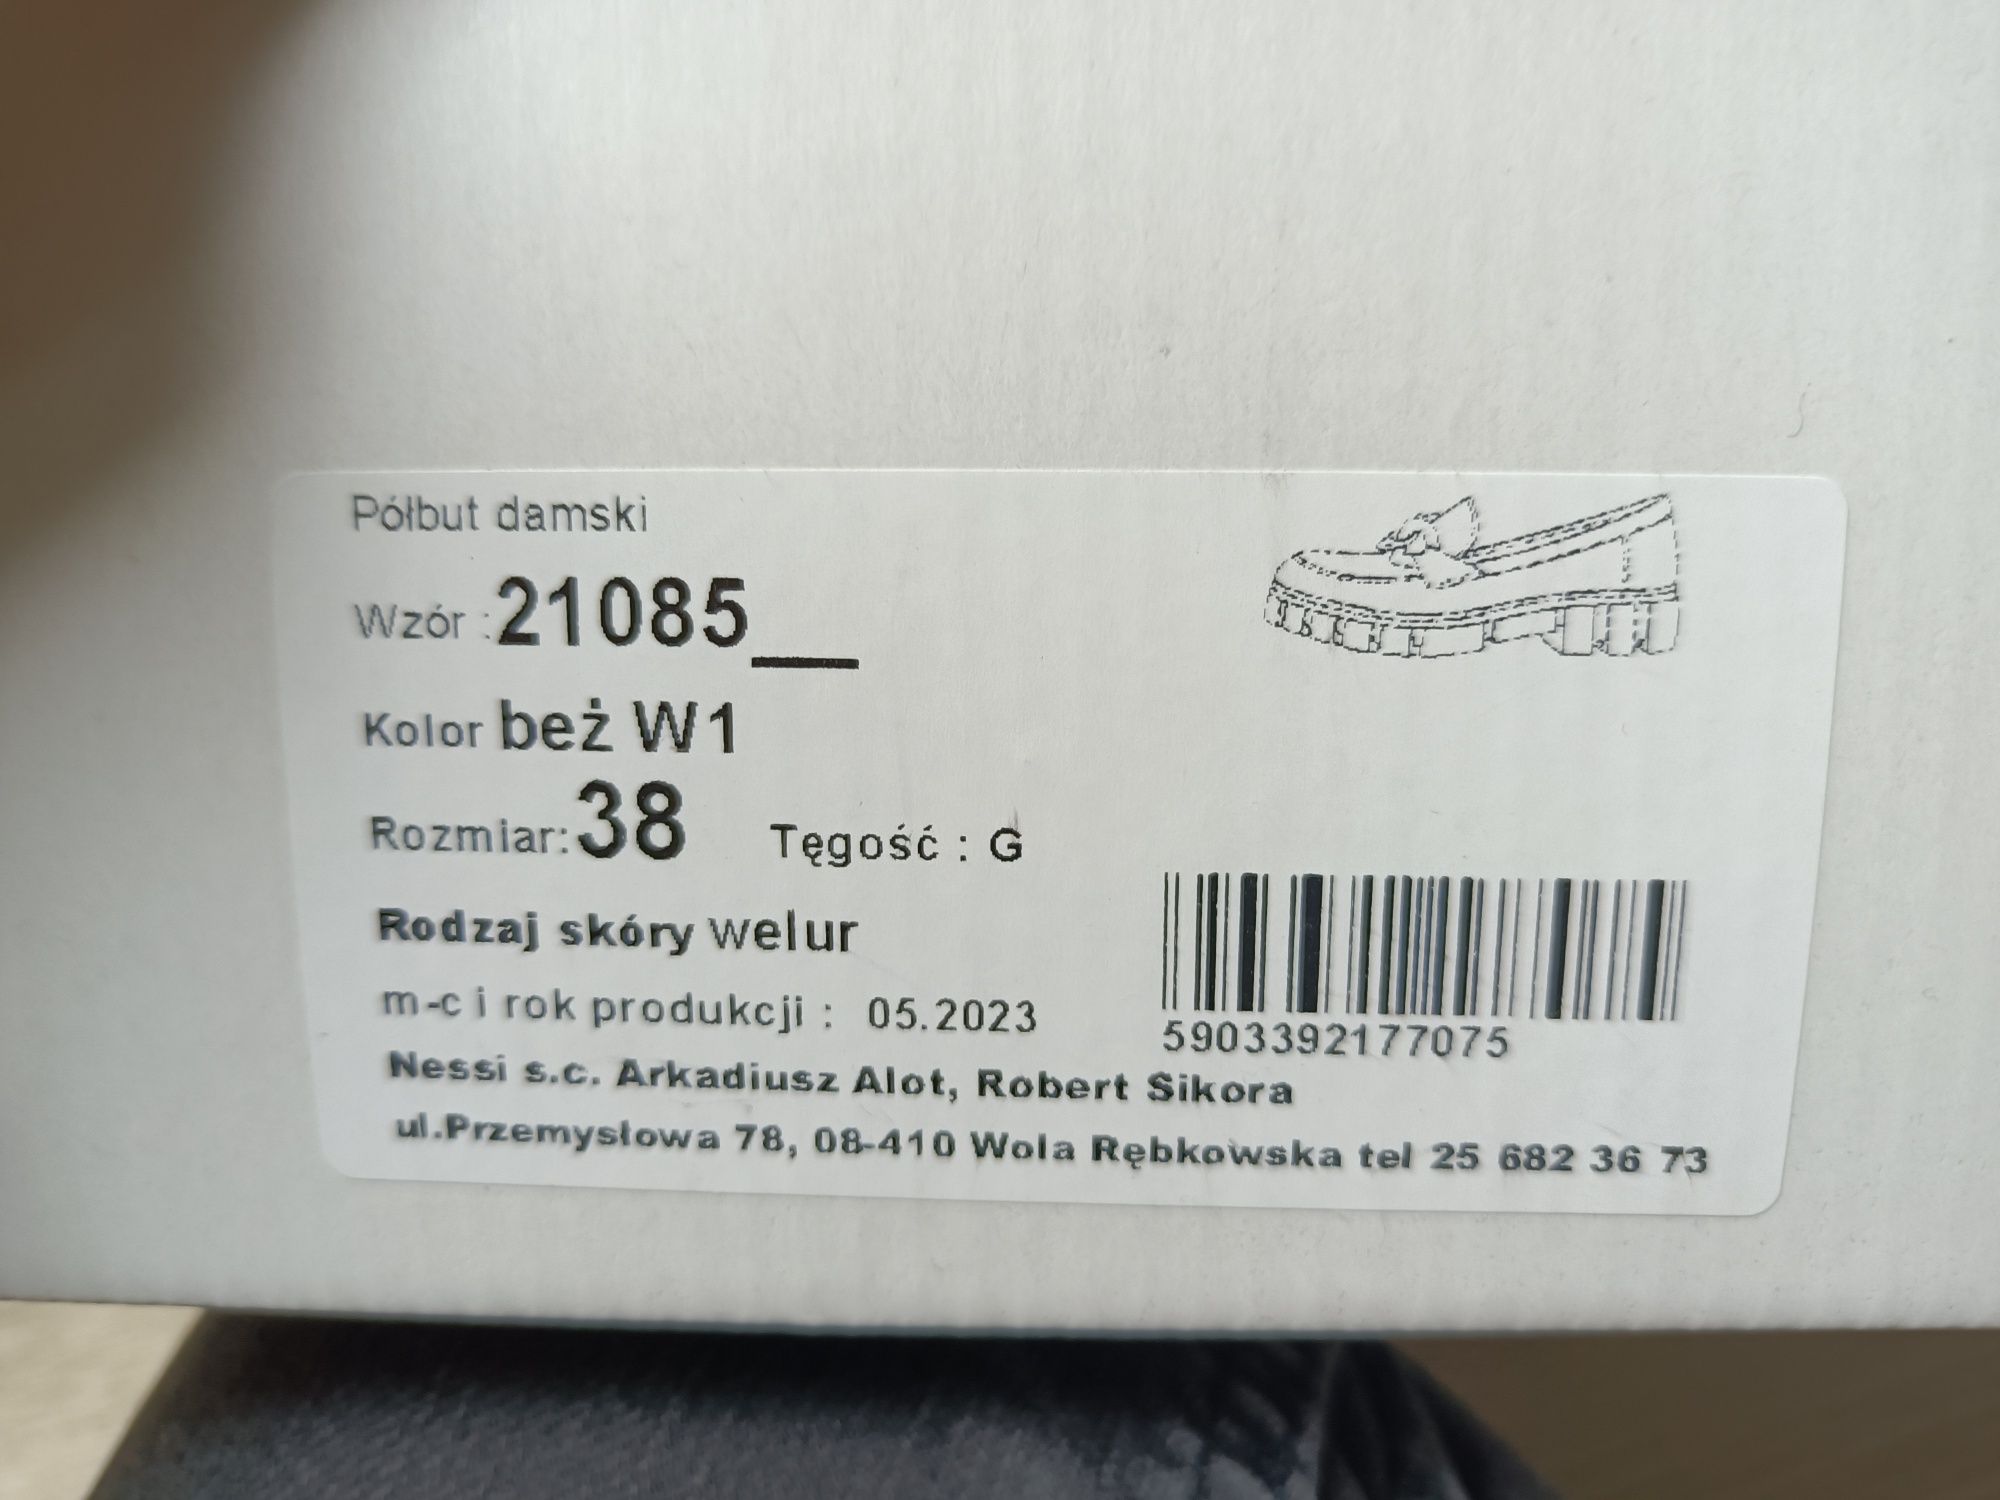 Półbut damski
Wzór : 21085__
Kolor beż W1
Rozmiar: 38 Tęgość : G
Rodzaj skóry welur
m-c i rok produkcji : 05.2023
5903392177075
Nessi s.c. Arkadiusz Alot, Robert Sikora
ul.Przemysłowa 78, 08-410 Wola Rębkowska tel 25 682 36 73